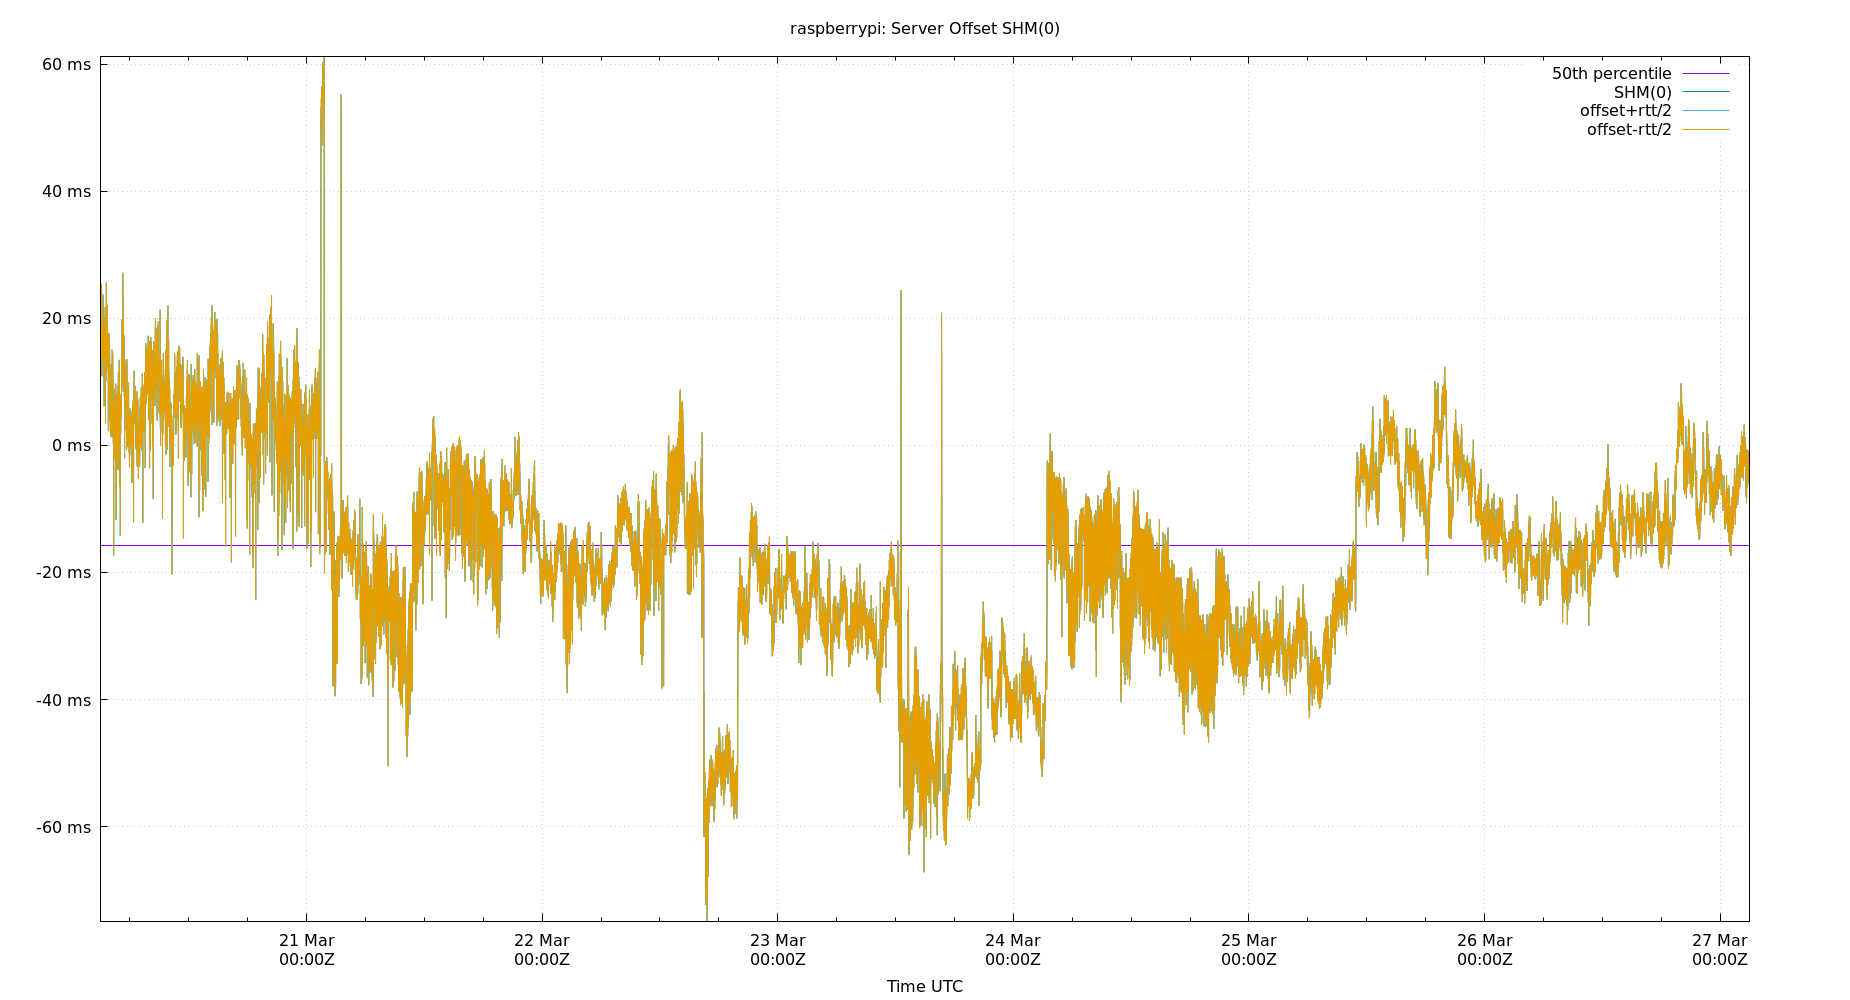 raspberrypi: Server Offset SHM(0)
50th percentile
SHM(0)
offset+rtt/2
offset-rtt/2
60 ms
40 ms
20 ms
0 ms
-20 ms
-40 ms
-60 ms
21 Mar 22 Mar 23 Mar 24 Mar 25 Mar 26 Mar 27 Mar
00:00Z 00:00Z 00:00Z 00:00Z 00:00Z 00:00Z 00:00Z
Time UTC